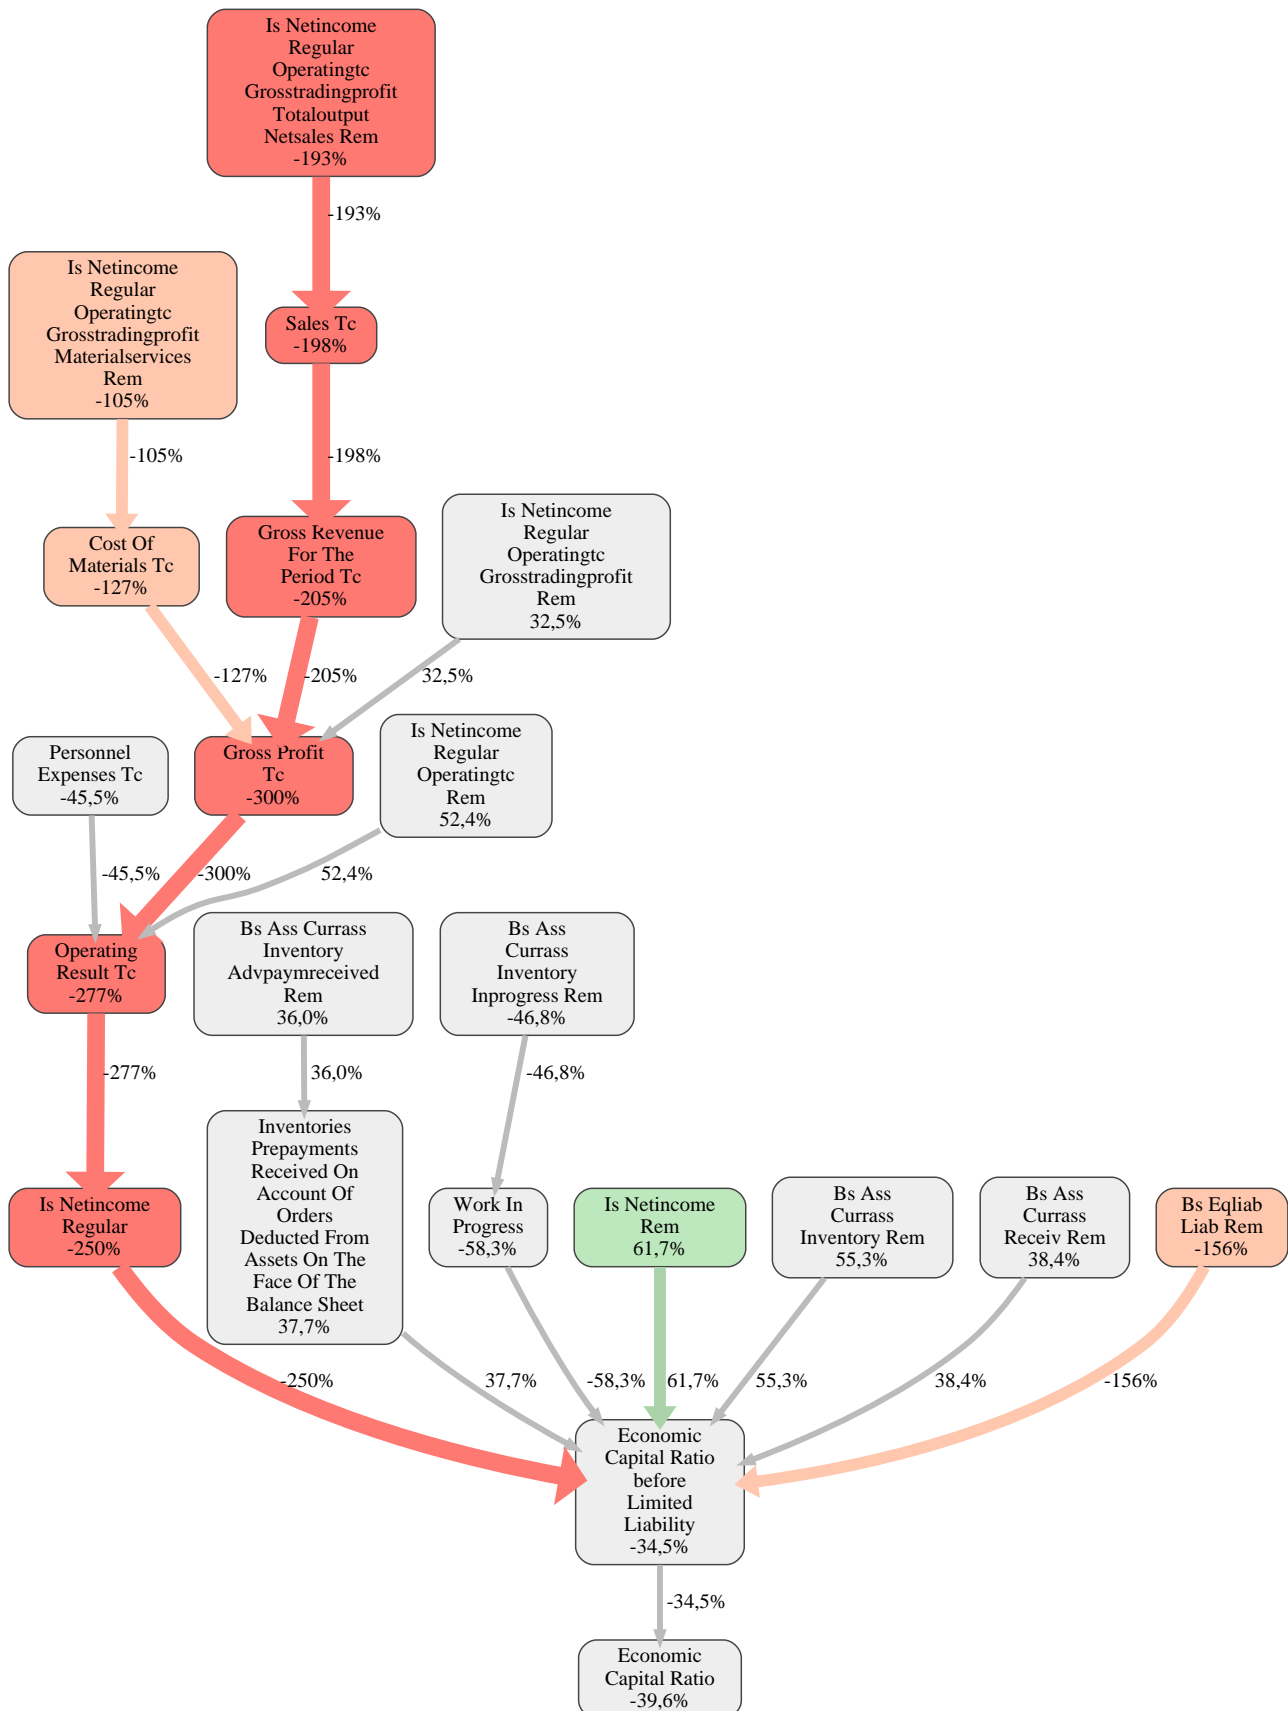 Is Netincome
Regular
Operatingtc
Grosstradingprofit
Totaloutput
Netsales Rem
-193%
-193%
Is Netincome
Regular
Operatingtc
Grosstradingprofit
Materialservices
Rem
-105%
Sales Tc
-198%
-105%
-198%
Is Netincome
Regular
Operatingtc
Grosstradingprofit
Rem
32,5%
Cost Of
Materials Tc
-127%
Gross Revenue
For The
Period Tc
-205%
-127%
-205%
32,5%
Personnel
Expenses Tc
-45,5%
Gross Profit
Tc
-300%
Is Netincome
Regular
Operatingtc
Rem
52,4%
-45,5%
-300%
52,4%
Operating
Result Tc
-277%
Bs Ass Currass
Inventory
Advpaymreceived
Rem
36,0%
Bs Ass
Currass
Inventory
Inprogress Rem
-46,8%
-277%
36,0%
-46,8%
Is Netincome
Regular
-250%
Inventories
Prepayments
Received On
Account Of
Orders
Deducted From
Assets On The
Face Of The
Balance Sheet
37,7%
Work In
Progress
-58,3%
Is Netincome
Rem
61,7%
Bs Ass
Currass
Inventory Rem
55,3%
Bs Ass
Currass
Receiv Rem
38,4%
Bs Eqliab
Liab Rem
-156%
-250%
37,7%
-58,3%
61,7%
55,3%
38,4%
-156%
Economic
Capital Ratio
before
Limited
Liability
-34,5%
-34,5%
Economic
Capital Ratio
-39,6%